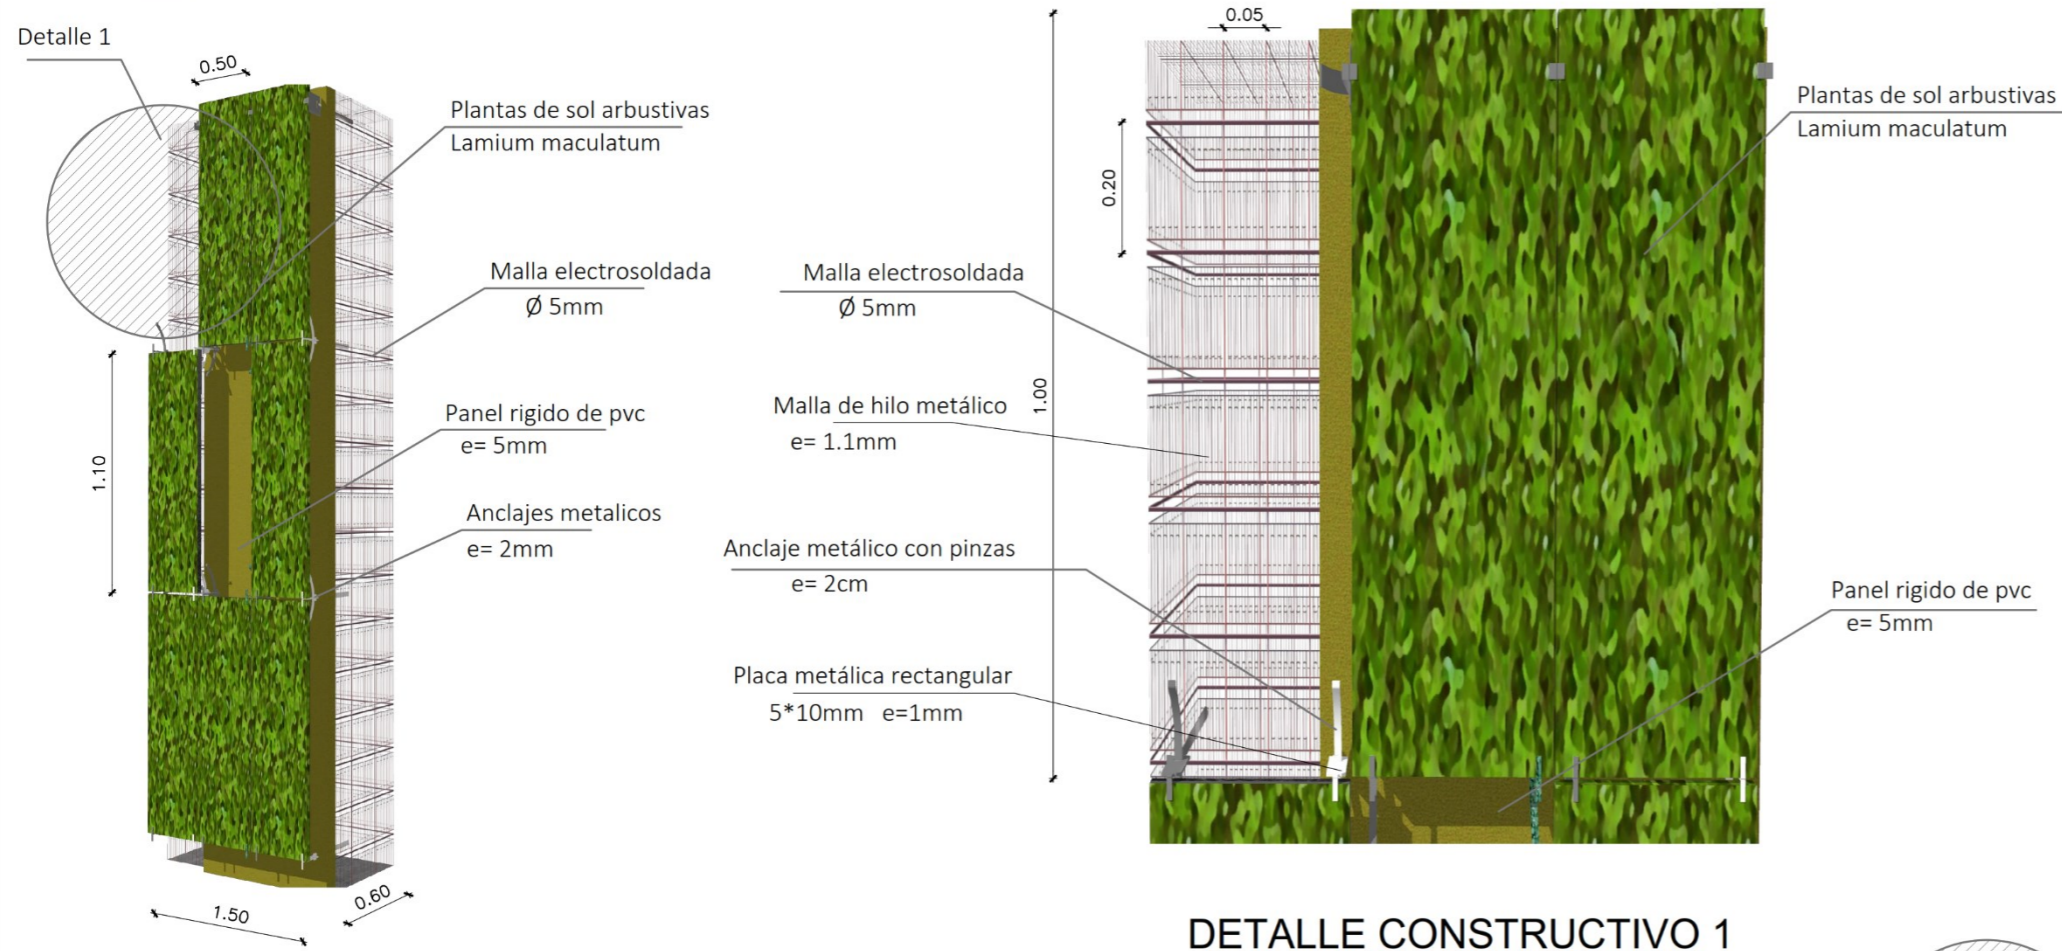 Detalle 1
0.50
Plantas de sol arbustivas
Lamium maculatum
Malla electrosoldada
Ø 5mm
1.10
Panel rigido de pvc
e= 5mm
Anclajes metalicos
e= 2mm
1.50
0.60
0.05
1.00
0.20
Plantas de sol arbustivas
Lamium maculatum
Malla electrosoldada
Ø 5mm
Malla de hilo metálico
e= 1.1mm
Anclaje metálico con pinzas
e= 2cm
Placa metálica rectangular
5*10mm e=1mm
Panel rigido de pvc
e= 5mm
DETALLE CONSTRUCTIVO 1